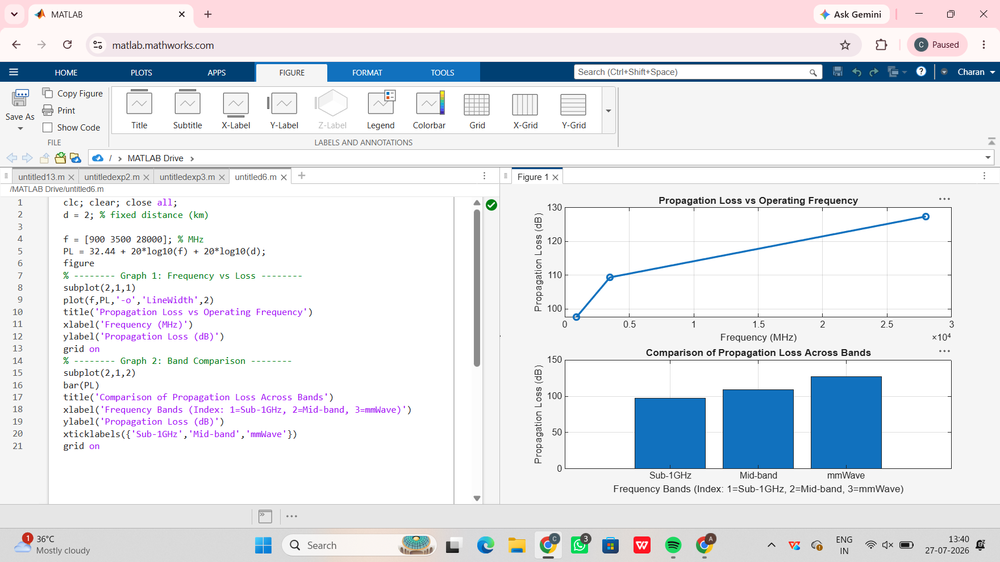 MATLAB
Ask Gemini
matlab.mathworks.com
C
Paused
HOME
PLOTS
APPS
FIGURE
FORMAT
TOOLS
Search (Ctrl+Shift+Space)
Charan
Save As
Copy Figure
Print
Show Code
FILE
Title
Subtitle
X-Label
Y-Label
Z-Label
Legend
Colorbar
Grid
X-Grid
Y-Grid
LABELS AND ANNOTATIONS
/ › MATLAB Drive ›
untitled13.m
untitledexp2.m
untitledexp3.m
untitled6.m
/MATLAB Drive/untitled6.m
1 clc; clear; close all;
2 d = 2; % fixed distance (km)
3
4 f = [900 3500 28000]; % MHz
5 PL = 32.44 + 20*log10(f) + 20*log10(d);
6 figure
7 % -------- Graph 1: Frequency vs Loss --------
8 subplot(2,1,1)
9 plot(f,PL,'-o','LineWidth',2)
10 title('Propagation Loss vs Operating Frequency')
11 xlabel('Frequency (MHz)')
12 ylabel('Propagation Loss (dB)')
13 grid on
14 % -------- Graph 2: Band Comparison --------
15 subplot(2,1,2)
16 bar(PL)
17 title('Comparison of Propagation Loss Across Bands')
18 xlabel('Frequency Bands (Index: 1=Sub-1GHz, 2=Mid-band, 3=mmWave)')
19 ylabel('Propagation Loss (dB)')
20 xticklabels({'Sub-1GHz','Mid-band','mmWave'})
21 grid on
Figure 1
Propagation Loss vs Operating Frequency
Propagation Loss (dB)
130
120
110
100
0 0.5 1 1.5 2 2.5 3
Frequency (MHz)
×10⁴
Comparison of Propagation Loss Across Bands
Propagation Loss (dB)
150
100
50
0
Sub-1GHz Mid-band mmWave
Frequency Bands (Index: 1=Sub-1GHz, 2=Mid-band, 3=mmWave)
1
36°C
Mostly cloudy
Search
C
3
A
ENG
IN
13:40
27-07-2026